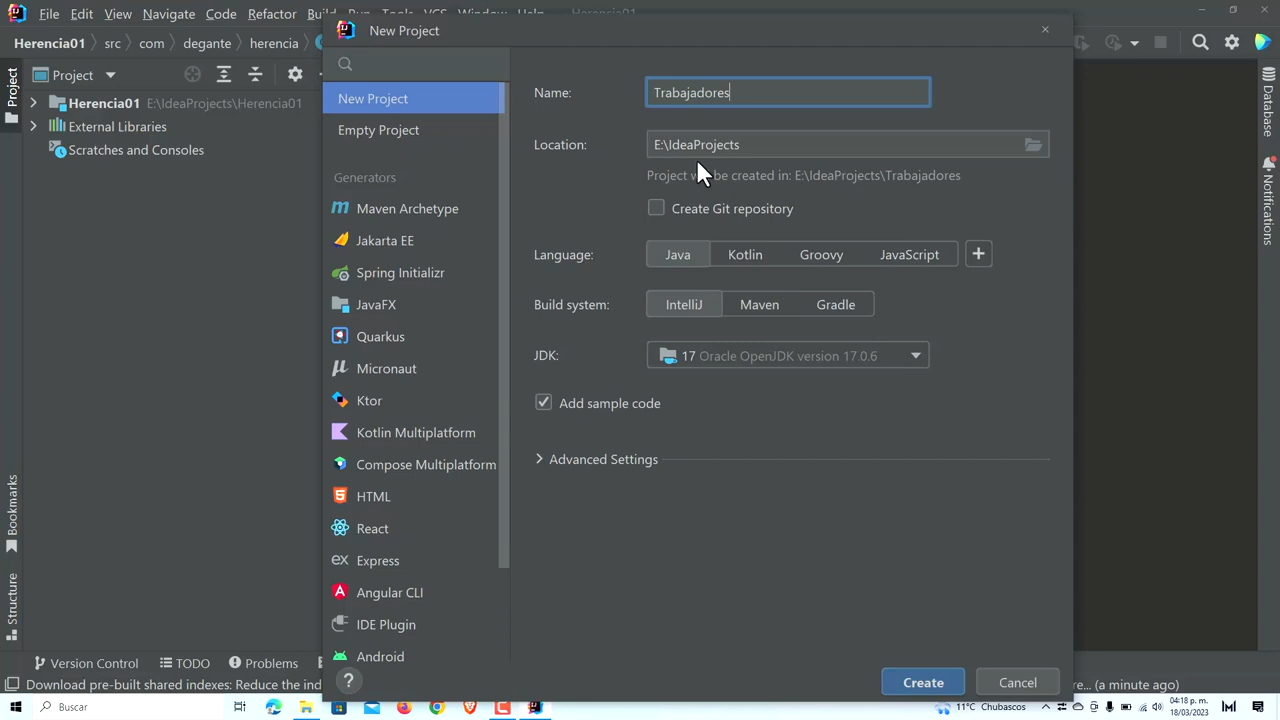 File Edit View Navigate Code Refactor
New Project
Herencia01 src com degante herencia
Project
Herencia01 E:\IdeaProjects\Herencia01
External Libraries
Scratches and Consoles
Project
Bookmarks
Structure
New Project
Empty Project
Generators
Maven Archetype
Jakarta EE
Spring Initializr
JavaFX
Quarkus
Micronaut
Ktor
Kotlin Multiplatform
Compose Multiplatform
HTML
React
Express
Angular CLI
IDE Plugin
Android
Name: Trabajadores
Location: E:\IdeaProjects
Project will be created in: E:\IdeaProjects\Trabajadores
Create Git repository
Language: Java Kotlin Groovy JavaScript +
Build system: IntelliJ Maven Gradle
JDK: 17 Oracle OpenJDK version 17.0.6
Add sample code
Advanced Settings
? Create Cancel
Database
Notifications
Version Control TODO Problems
Download pre-built shared indexes: Reduce the ind
e... (a minute ago)
Buscar
11°C Chubascos
04:18 p. m.
18/03/2023